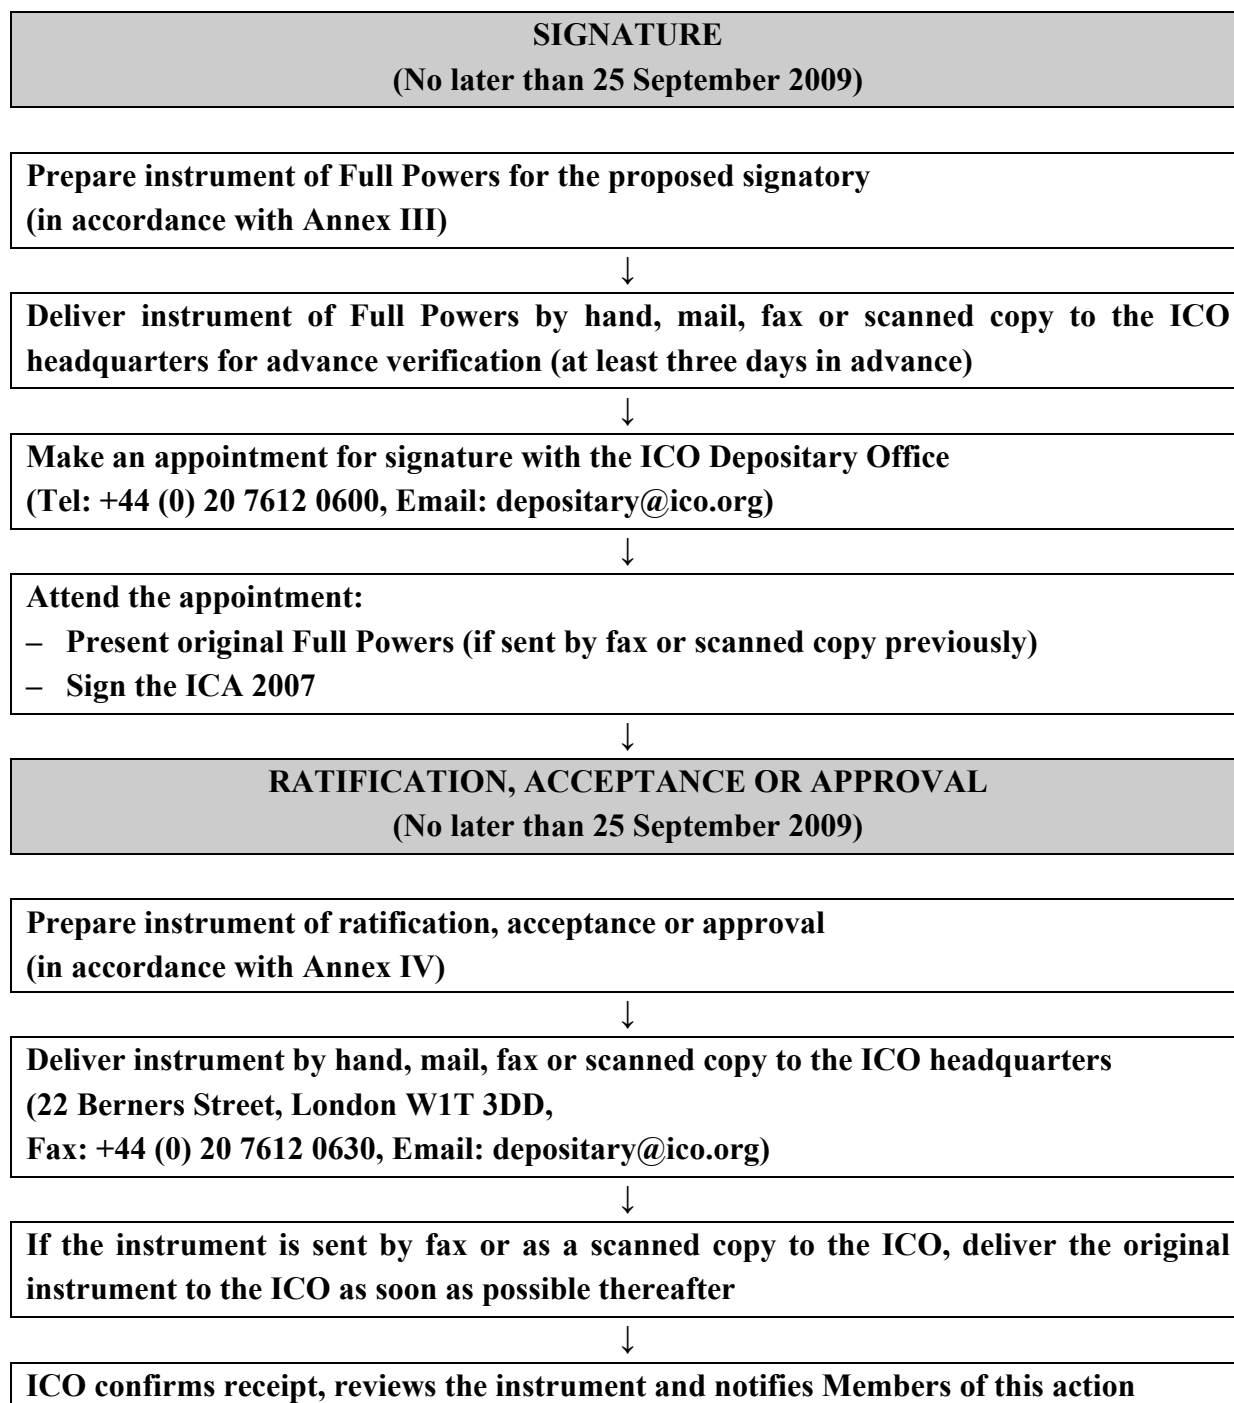 SIGNATURE
(No later than 25 September 2009)
Prepare instrument of Full Powers for the proposed signatory
(in accordance with Annex III)
↓
Deliver instrument of Full Powers by hand, mail, fax or scanned copy to the ICO
headquarters for advance verification (at least three days in advance)
↓
Make an appointment for signature with the ICO Depositary Office
(Tel: +44 (0) 20 7612 0600, Email: depositary@ico.org)
↓
Attend the appointment:
– Present original Full Powers (if sent by fax or scanned copy previously)
– Sign the ICA 2007
↓
RATIFICATION, ACCEPTANCE OR APPROVAL
(No later than 25 September 2009)
Prepare instrument of ratification, acceptance or approval
(in accordance with Annex IV)
↓
Deliver instrument by hand, mail, fax or scanned copy to the ICO headquarters
(22 Berners Street, London W1T 3DD,
Fax: +44 (0) 20 7612 0630, Email: depositary@ico.org)
↓
If the instrument is sent by fax or as a scanned copy to the ICO, deliver the original
instrument to the ICO as soon as possible thereafter
↓
ICO confirms receipt, reviews the instrument and notifies Members of this action